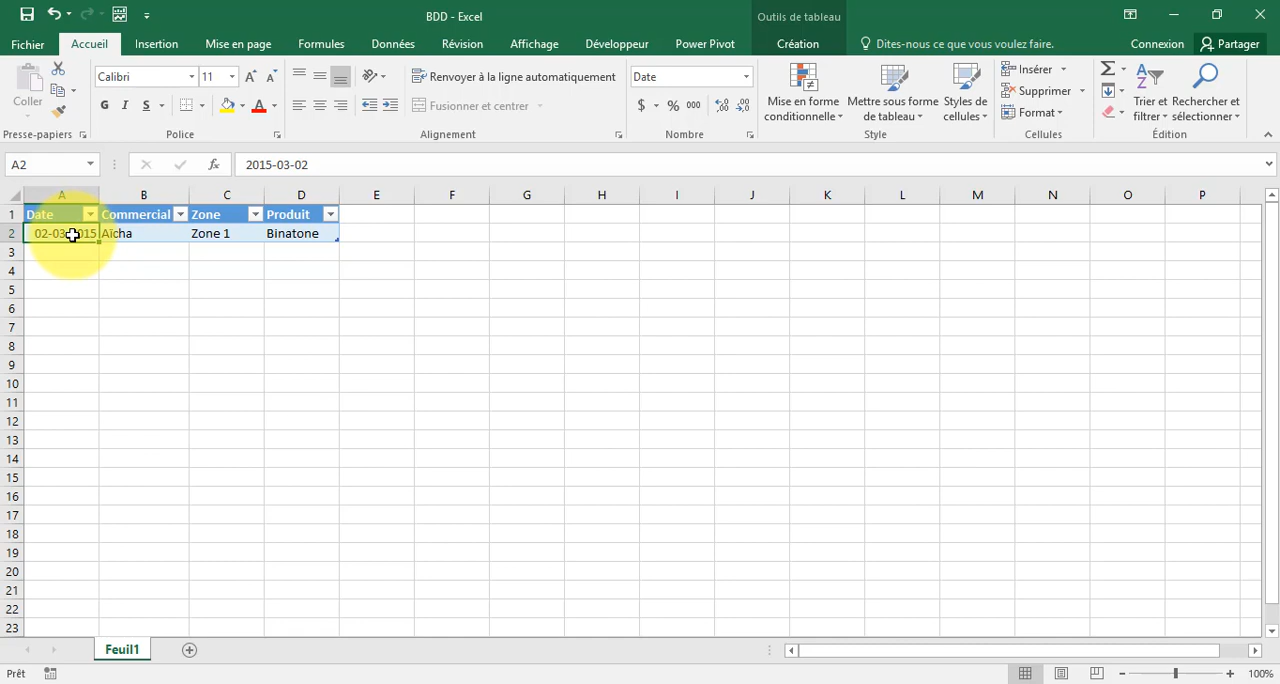 BDD - Excel
Outils de tableau
Fichier Accueil Insertion Mise en page Formules Données Révision Affichage Développeur Power Pivot Création Dites-nous ce que vous voulez faire. Connexion Partager
Coller
Presse-papiers
Calibri 11
G I S
Police
Renvoyer à la ligne automatiquement
Fusionner et centrer
Alignement
Date
$ % 000
Nombre
Mise en forme conditionnelle
Mettre sous forme de tableau
Styles de cellules
Style
Insérer
Supprimer
Format
Cellules
Trier et filtrer
Rechercher et sélectionner
Édition
A2 fx 2015-03-02
A B C D E F G H I J K L M N O P
1 Date Commercial Zone Produit
2 Aïcha Zone 1 Binatone
3
4
5
6
7
8
9
10
11
12
13
14
15
16
17
18
19
20
21
22
23
Feuil1
Prêt 100%